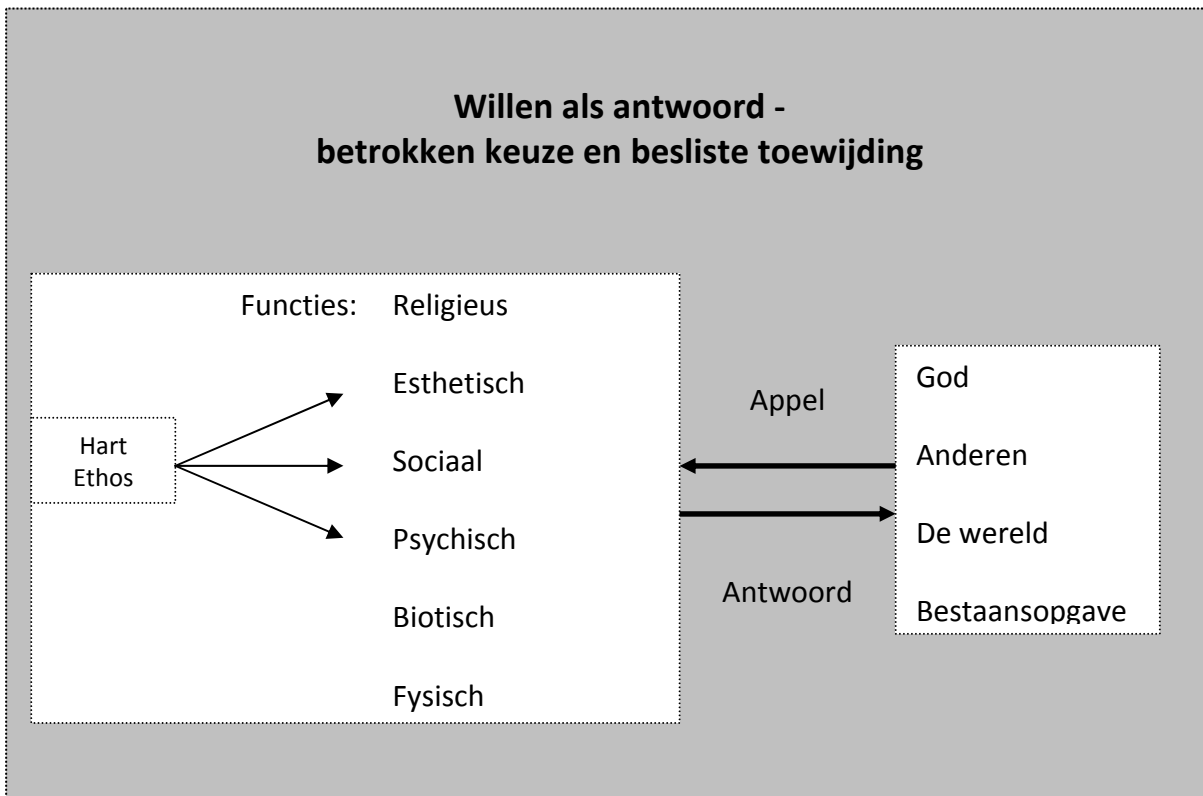 Willen als antwoord -
betrokken keuze en besliste toewijding
Functies: Religieus
Esthetisch
Sociaal
Psychisch
Biotisch
Fysisch
Hart
Ethos
Appel
Antwoord
God
Anderen
De wereld
Bestaansopgave